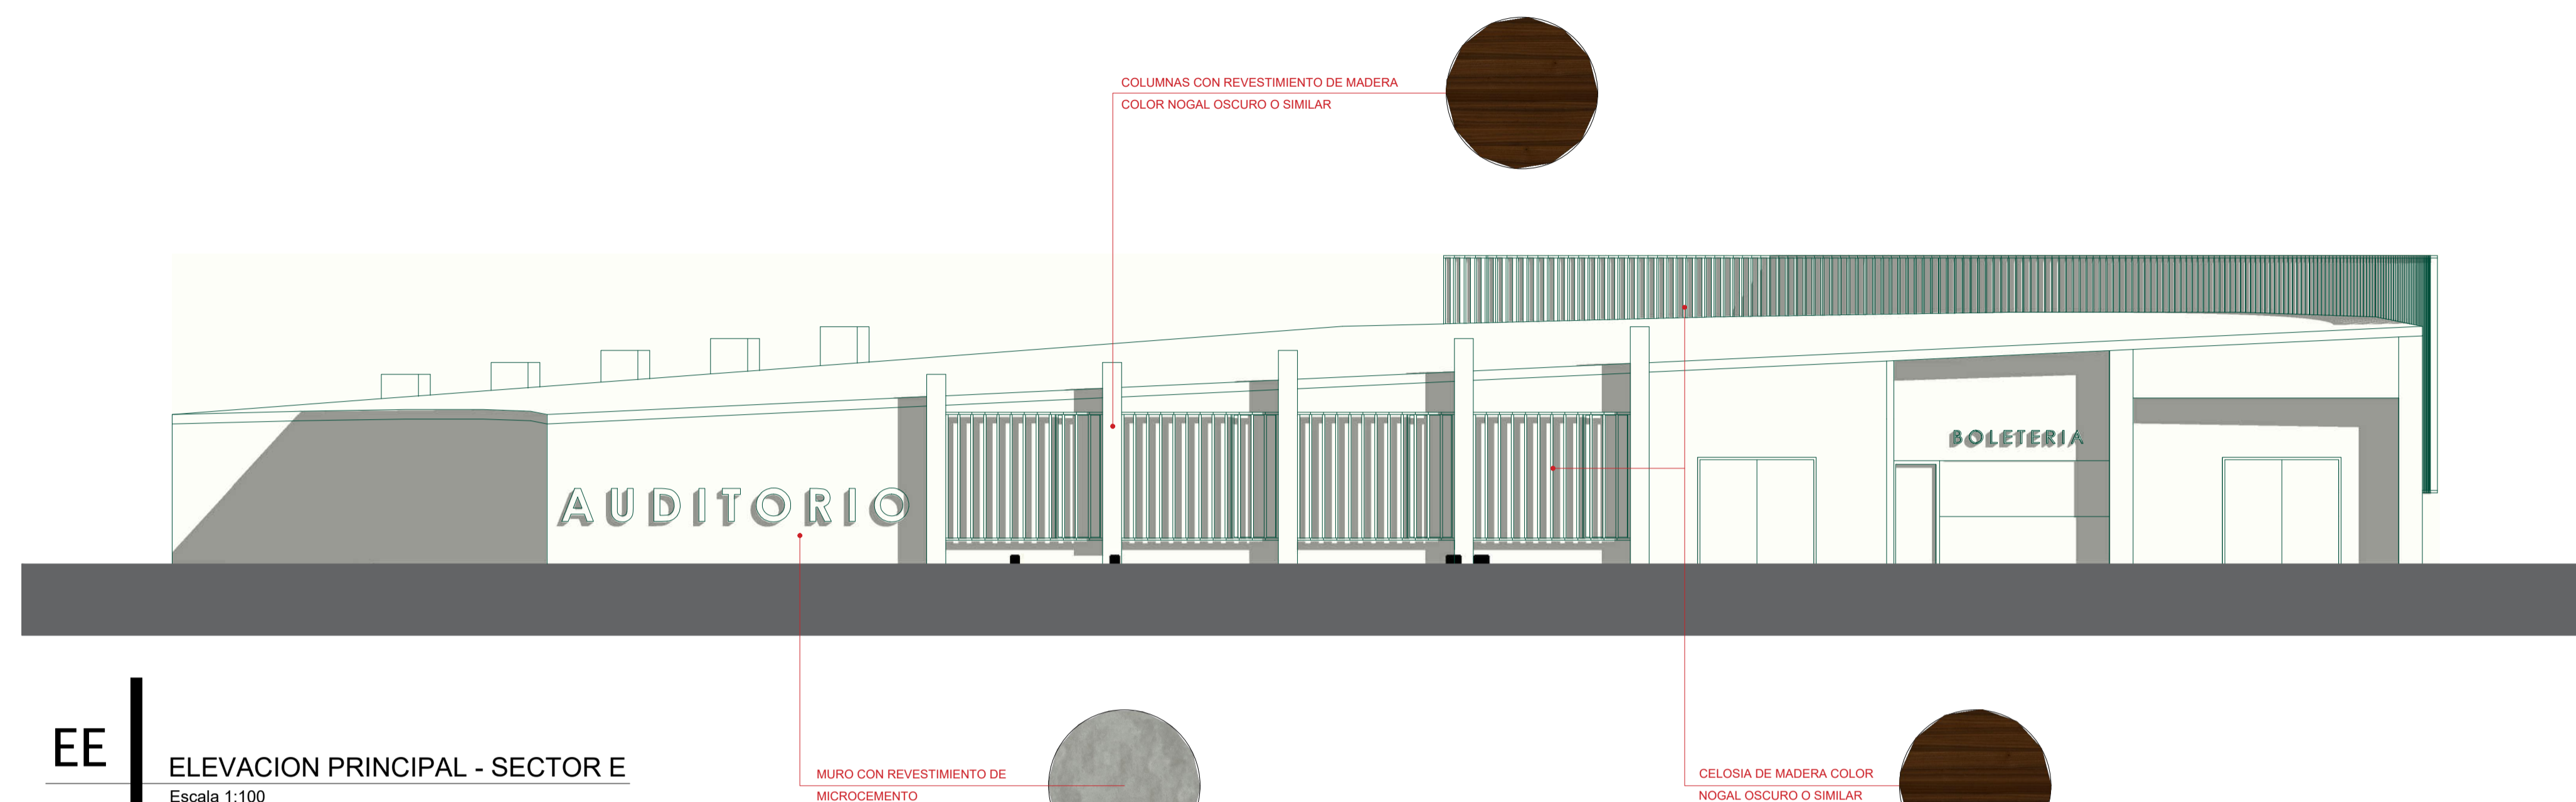 COLUMNAS CON REVESTIMIENTO DE MADERA
COLOR NOGAL OSCURO O SIMILAR
BOLETERIA
AUDITORIO
EE
ELEVACION PRINCIPAL - SECTOR E
Escala 1:100
MURO CON REVESTIMIENTO DE
MICROCEMENTO
CELOSIA DE MADERA COLOR
NOGAL OSCURO O SIMILAR